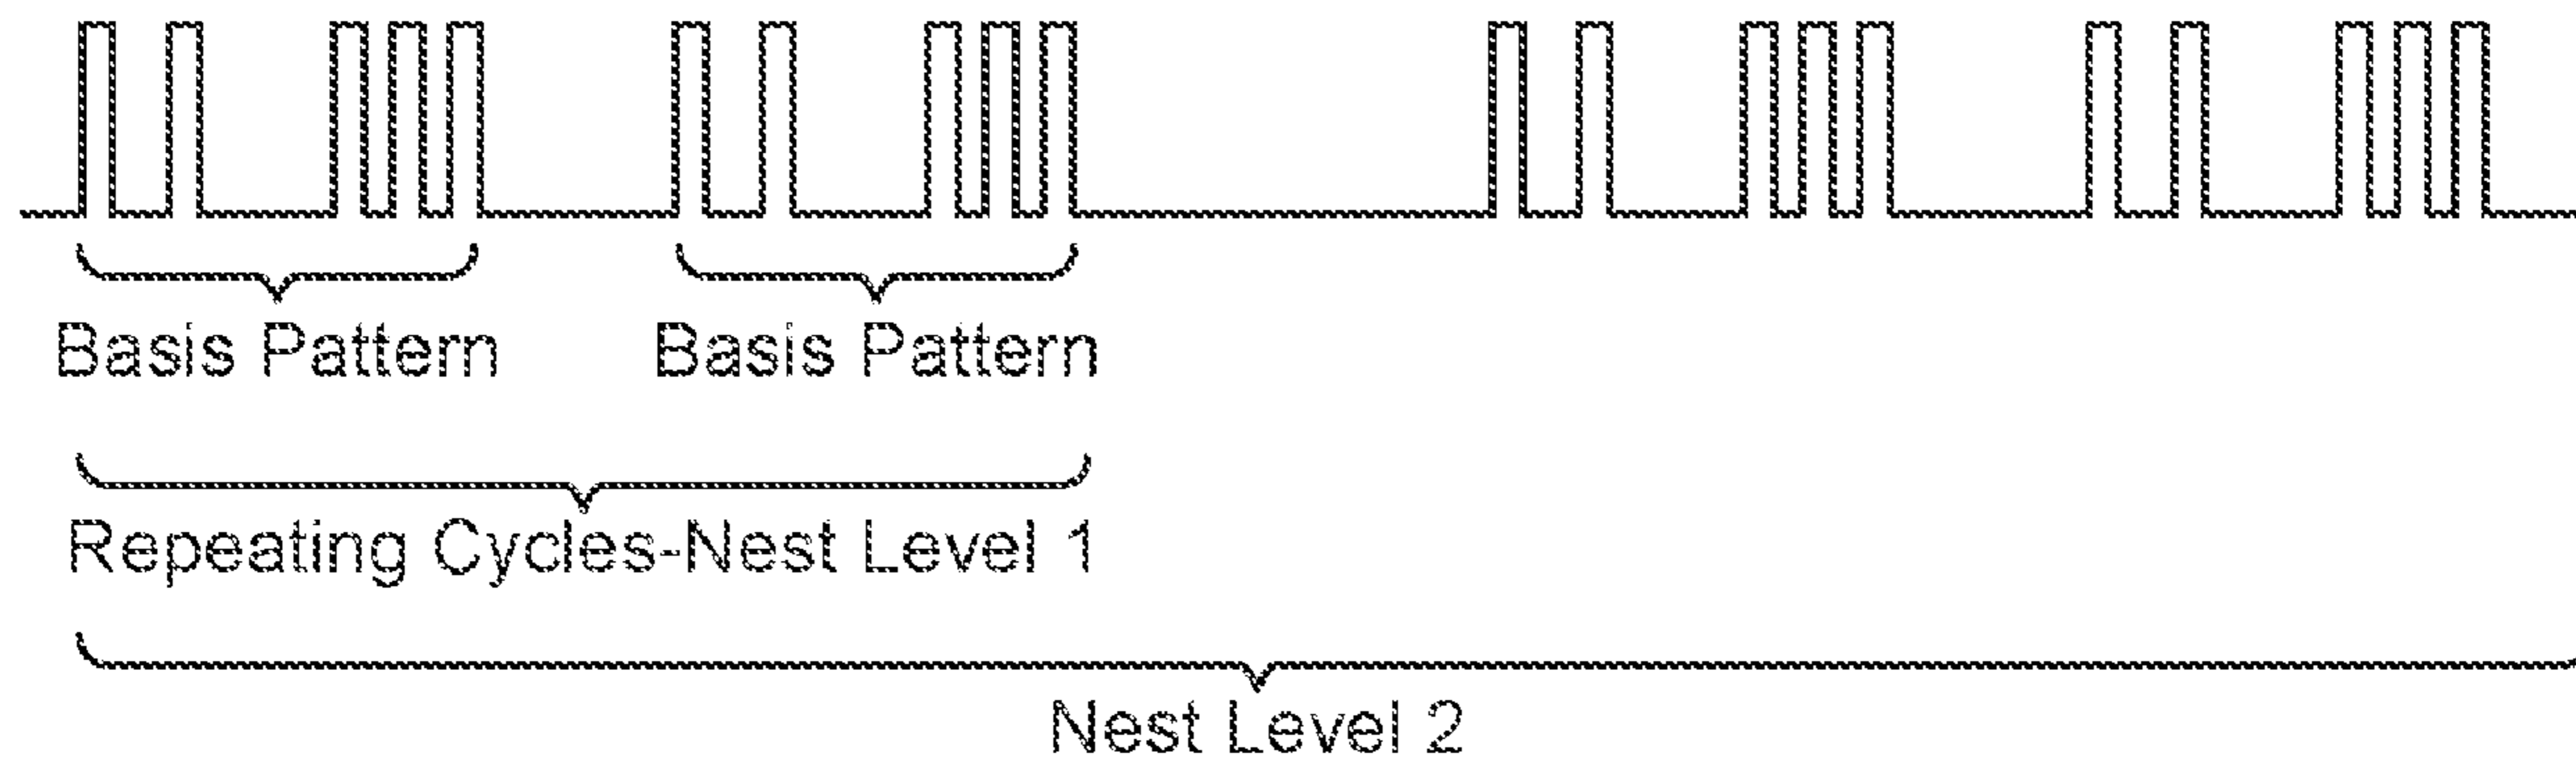 Basis Pattern Basis Pattern
Repeating Cycles-Nest Level 1
Nest Level 2